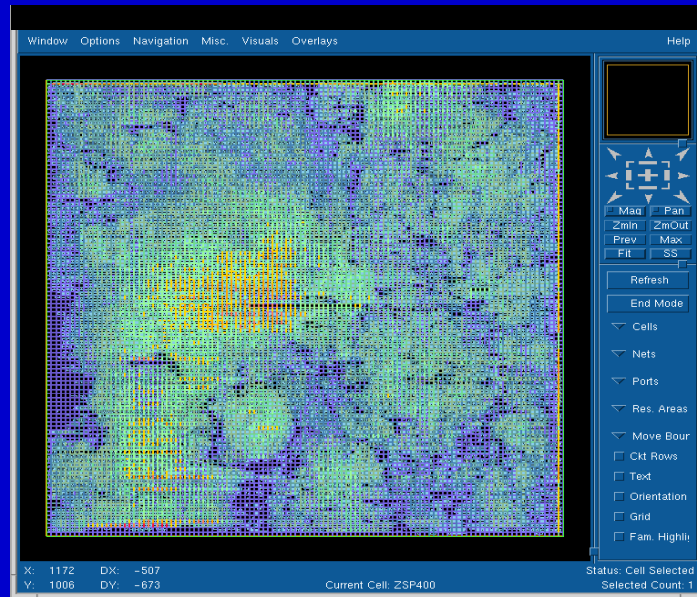 Window Options Navigation Misc. Visuals Overlays Help
Mag Pan
ZmIn ZmOut
Prev Max
Fit SS
Refresh
End Mode
Cells
Nets
Ports
Res. Areas
Move Bour
Ckt Rows
Text
Orientation
Grid
Fam. Highli
X: 1172 DX: -507 Status: Cell Selected
Y: 1006 DY: -673 Current Cell: ZSP400 Selected Count: 1